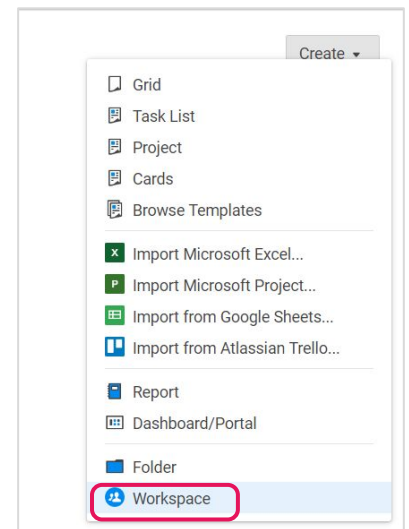 Create
Grid
Task List
Project
Cards
Browse Templates
Import Microsoft Excel...
Import Microsoft Project...
Import from Google Sheets...
Import from Atlassian Trello...
Report
Dashboard/Portal
Folder
Workspace